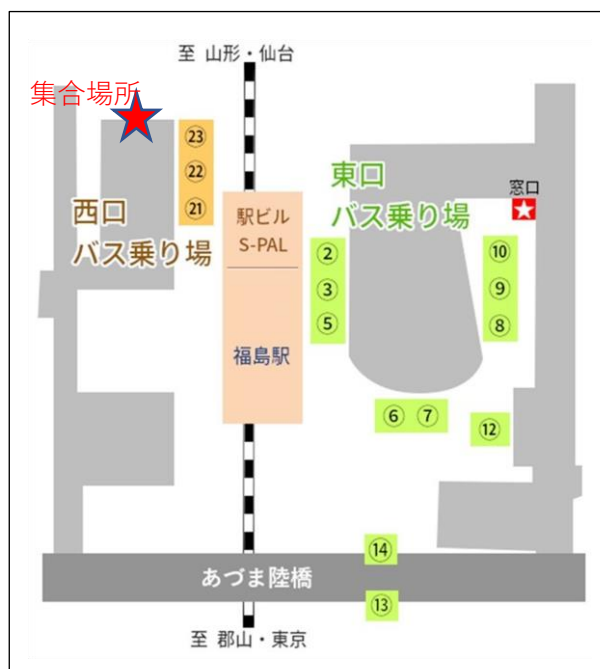 至 山形・仙台
集合場所
㉓
㉒
㉑
西口
バス乗り場
駅ビル
S-PAL
福島駅
東口
バス乗り場
窓口
②
③
⑤
⑩
⑨
⑧
⑥ ⑦
⑫
⑭
あづま陸橋
⑬
至 郡山・東京